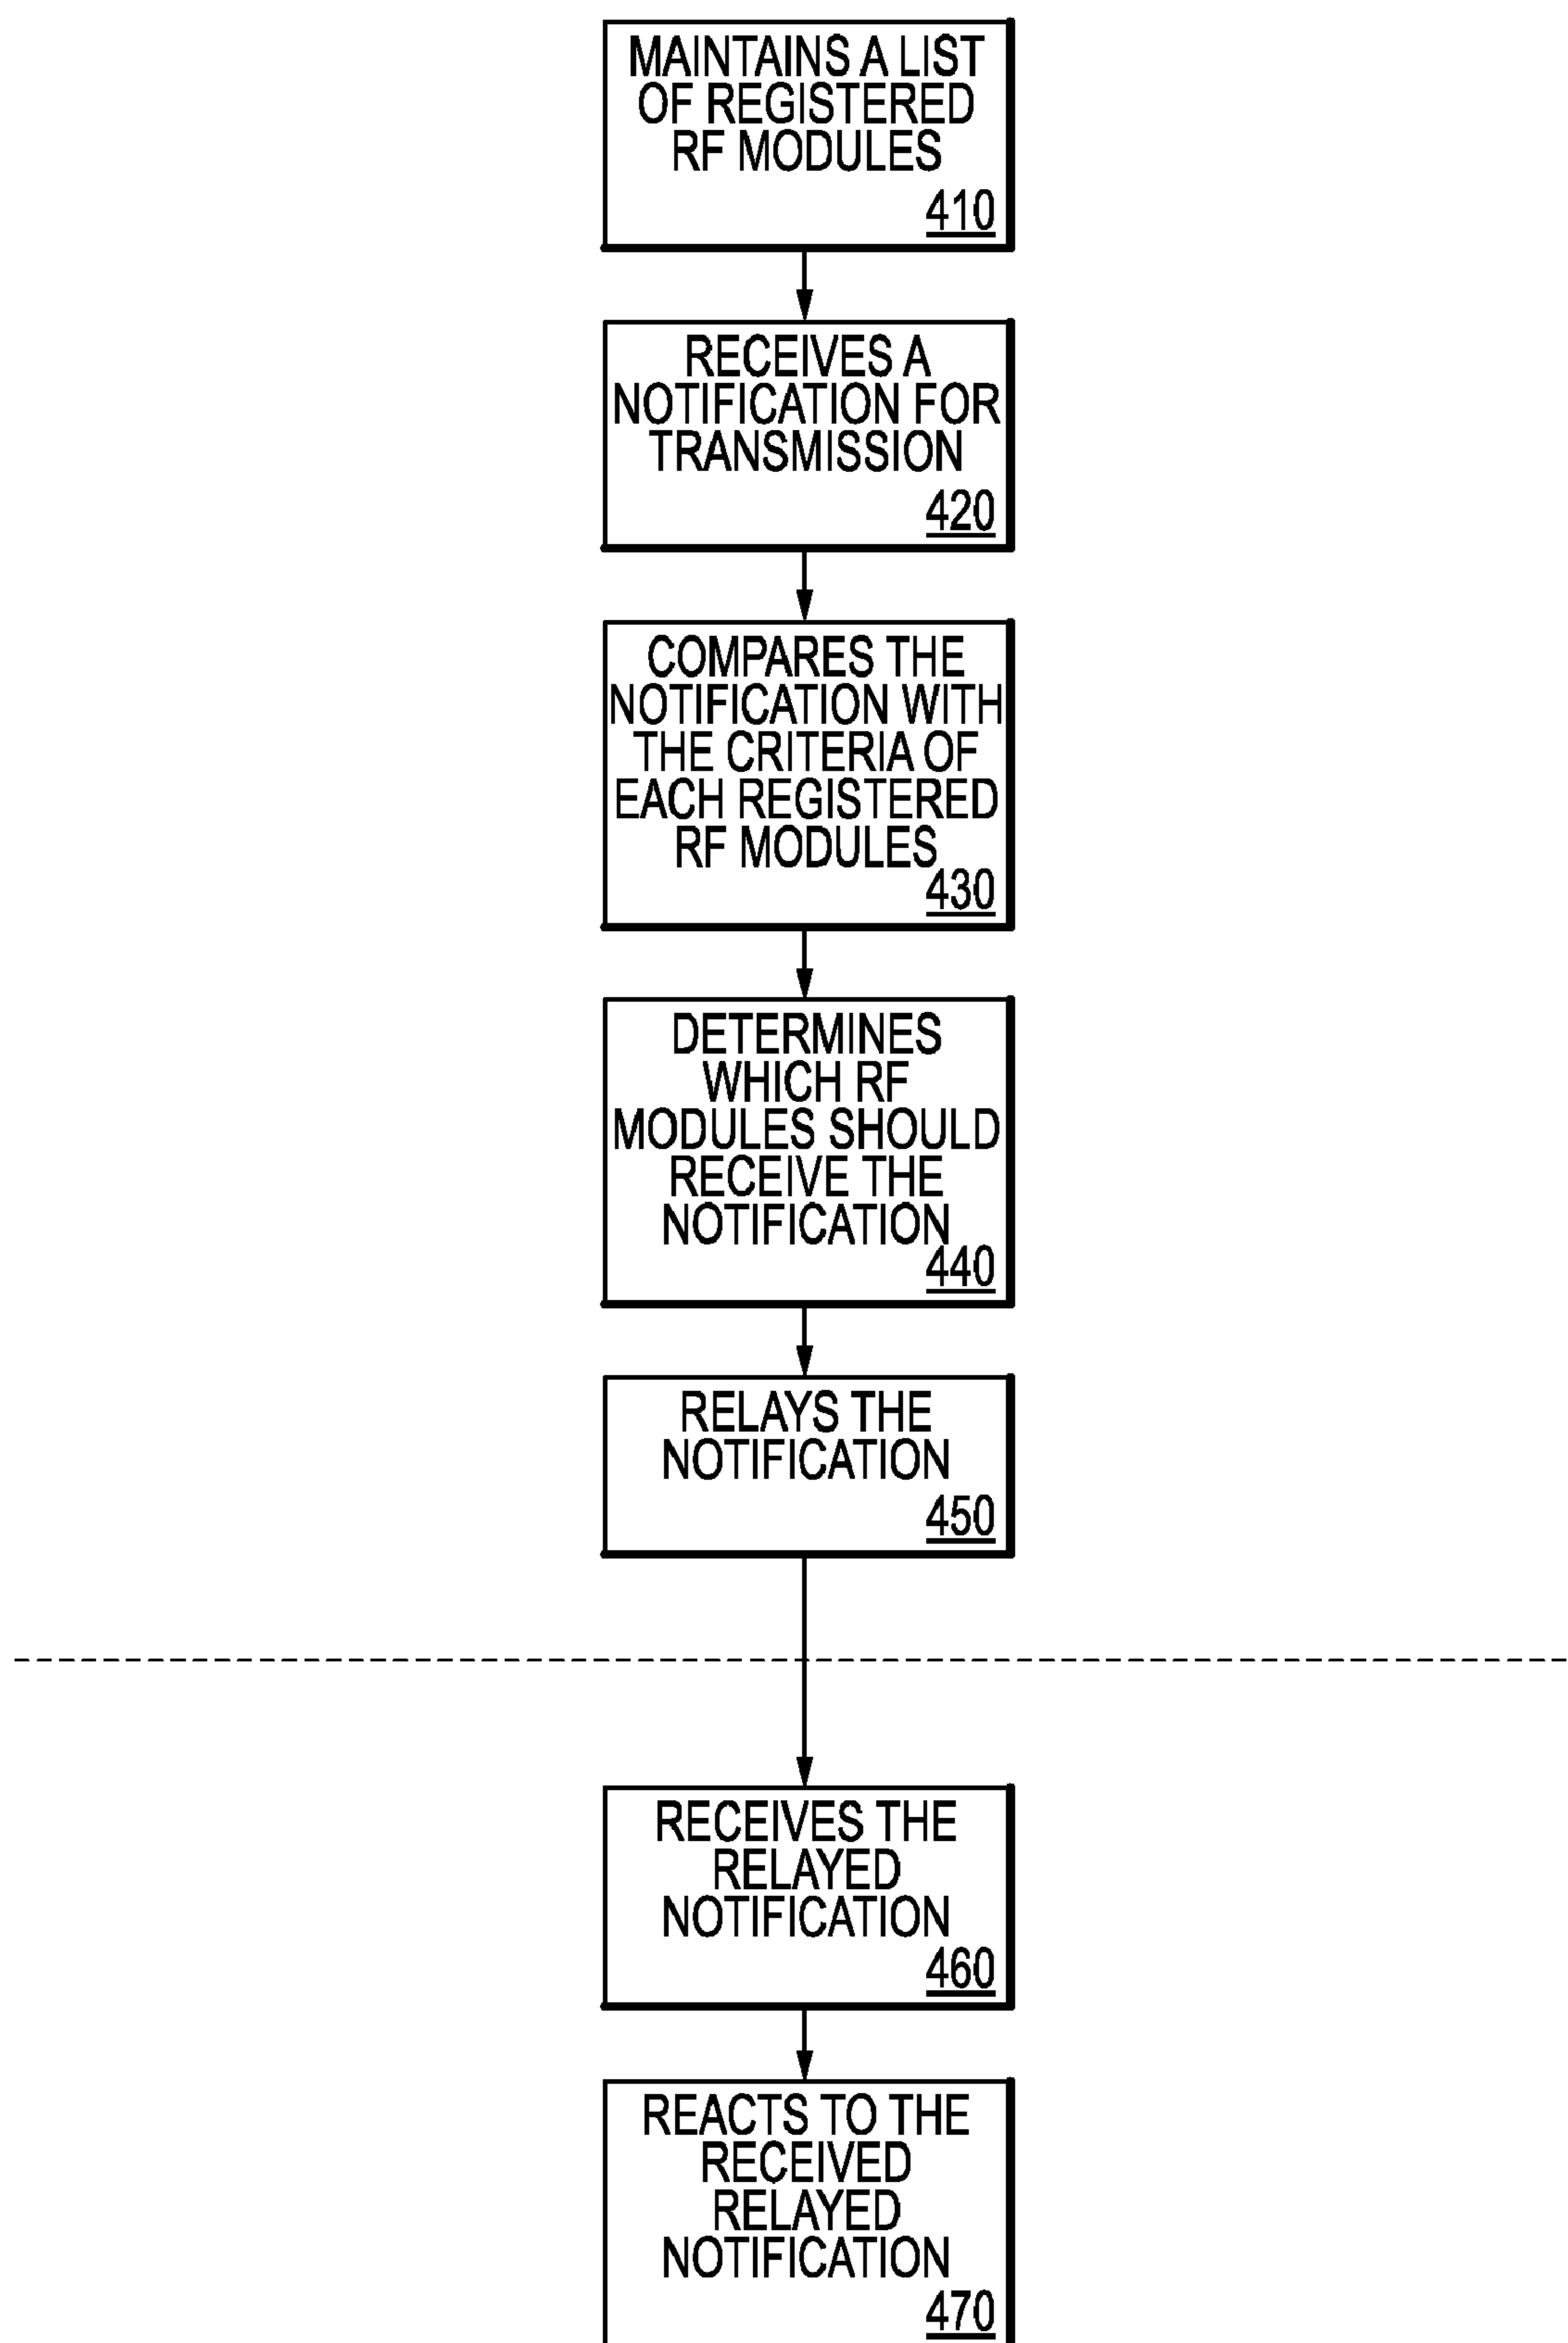 MAINTAINS A LIST
OF REGISTERED
RF MODULES
410
RECEIVES A
NOTIFICATION FOR
TRANSMISSION
420
COMPARES THE
NOTIFICATION WITH
THE CRITERIA OF
EACH REGISTERED
RF MODULES
430
DETERMINES
WHICH RF
MODULES SHOULD
RECEIVE THE
NOTIFICATION
440
RELAYS THE
NOTIFICATION
450
RECEIVES THE
RELAYED
NOTIFICATION
460
REACTS TO THE
RECEIVED
RELAYED
NOTIFICATION
470